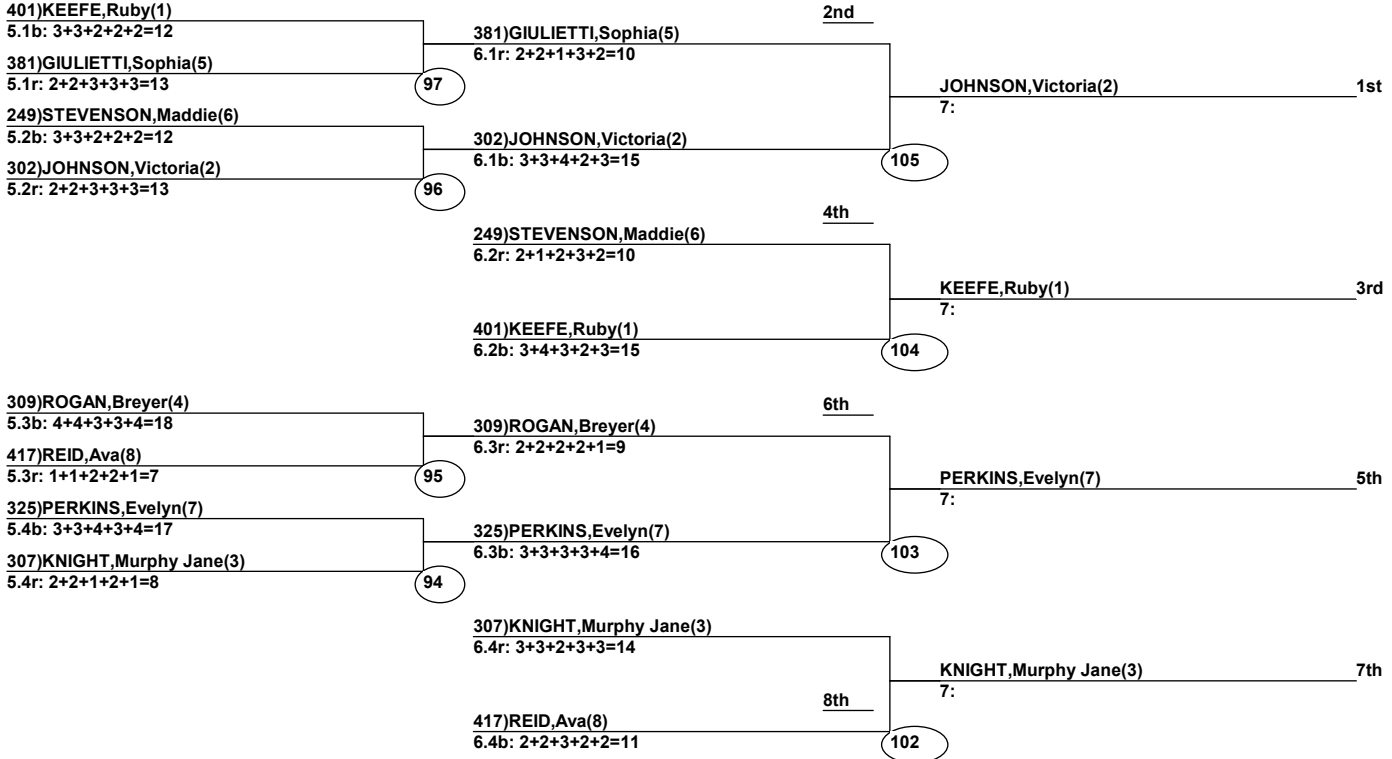 401)KEEFE,Ruby(1)
5.1b: 3+3+2+2+2=12
381)GIULIETTI,Sophia(5)
5.1r: 2+2+3+3+3=13
97
249)STEVENSON,Maddie(6)
5.2b: 3+3+2+2+2=12
302)JOHNSON,Victoria(2)
5.2r: 2+2+3+3+3=13
96
2nd
381)GIULIETTI,Sophia(5)
6.1r: 2+2+1+3+2=10
302)JOHNSON,Victoria(2)
6.1b: 3+3+4+2+3=15
105
JOHNSON,Victoria(2) 1st
7:
4th
249)STEVENSON,Maddie(6)
6.2r: 2+1+2+3+2=10
401)KEEFE,Ruby(1)
6.2b: 3+4+3+2+3=15
104
KEEFE,Ruby(1) 3rd
7:
309)ROGAN,Breyer(4)
5.3b: 4+4+3+3+4=18
417)REID,Ava(8)
5.3r: 1+1+2+2+1=7
95
325)PERKINS,Evelyn(7)
5.4b: 3+3+4+3+4=17
307)KNIGHT,Murphy Jane(3)
5.4r: 2+2+1+2+1=8
94
6th
309)ROGAN,Breyer(4)
6.3r: 2+2+2+2+1=9
325)PERKINS,Evelyn(7)
6.3b: 3+3+3+3+4=16
103
PERKINS,Evelyn(7) 5th
7:
307)KNIGHT,Murphy Jane(3)
6.4r: 3+3+2+3+3=14
8th
417)REID,Ava(8)
6.4b: 2+2+3+2+2=11
102
KNIGHT,Murphy Jane(3) 7th
7: